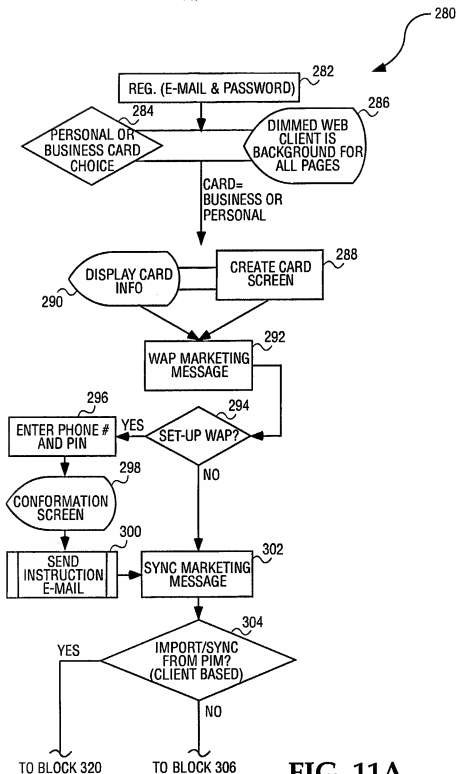 280
REG. (E-MAIL & PASSWORD)
282
284
PERSONAL OR
BUSINESS CARD
CHOICE
286
DIMMED WEB
CLIENT IS
BACKGROUND FOR
ALL PAGES
CARD=
BUSINESS OR
PERSONAL
DISPLAY CARD
INFO
290
CREATE CARD
SCREEN
288
292
WAP MARKETING
MESSAGE
294
SET-UP WAP?
YES
NO
296
ENTER PHONE #
AND PIN
298
CONFORMATION
SCREEN
300
SEND
INSTRUCTION
E-MAIL
302
SYNC MARKETING
MESSAGE
304
IMPORT/SYNC
FROM PIM?
(CLIENT BASED)
YES
NO
TO BLOCK 320
TO BLOCK 306
FIG. 11A